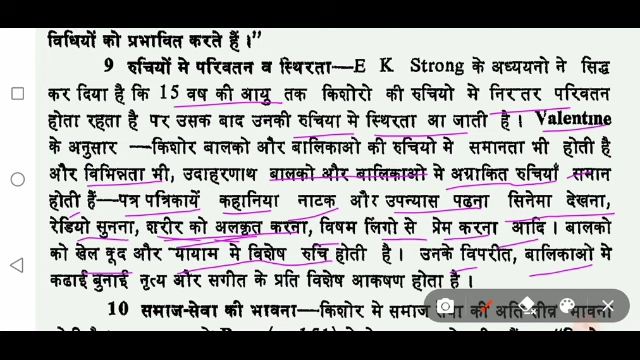 विधियों को प्रभावित करते हैं।"
9 रुचियों मे परिवतन व स्थिरता—E K Strong के अध्ययनो ने सिद्ध
कर दिया है कि 15 वष की आयु तक किशोरो की रुचियो मे निरतर परिवतन
होता रहता है पर उसक बाद उनकी रुचिया मे स्थिरता आ जाती है। Valentine
के अनुसार —किशोर बालको और बालिकाओ की रुचियो मे समानता भी होती है
और विभिन्नता भी, उदाहरणाथ बालको और बालिकाओ मे अग्राकित रुचियाँ समान
होती हैं—पत्र पत्रिकायें कहानिया नाटक और उपन्यास पढना सिनेमा देखना,
रेडियो सुनना, शरीर को अलकृत करना, विषम लिंगो से प्रेम करना आदि। बालको
को खेल कूद और व्यायाम मे विशेष रुचि होती है। उनके विपरीत, बालिकाओ मे
कढाई बुनाई नृत्य और सगीत के प्रति विशेष आकषण होता है।
10 समाज-सेवा की भावना—किशोर मे समाज सेवा की अति तीव्र भावना